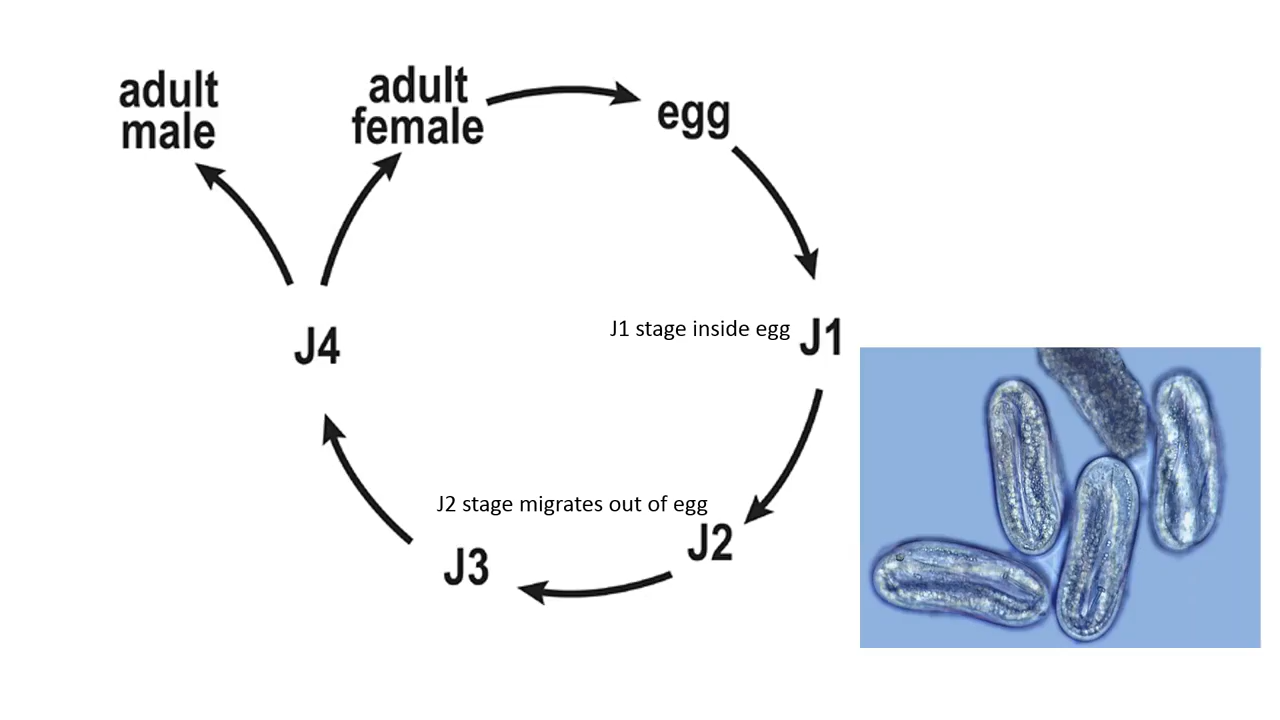 adult
male
adult
female
egg
J1 stage inside egg
J1
J4
J2 stage migrates out of egg
J2
J3